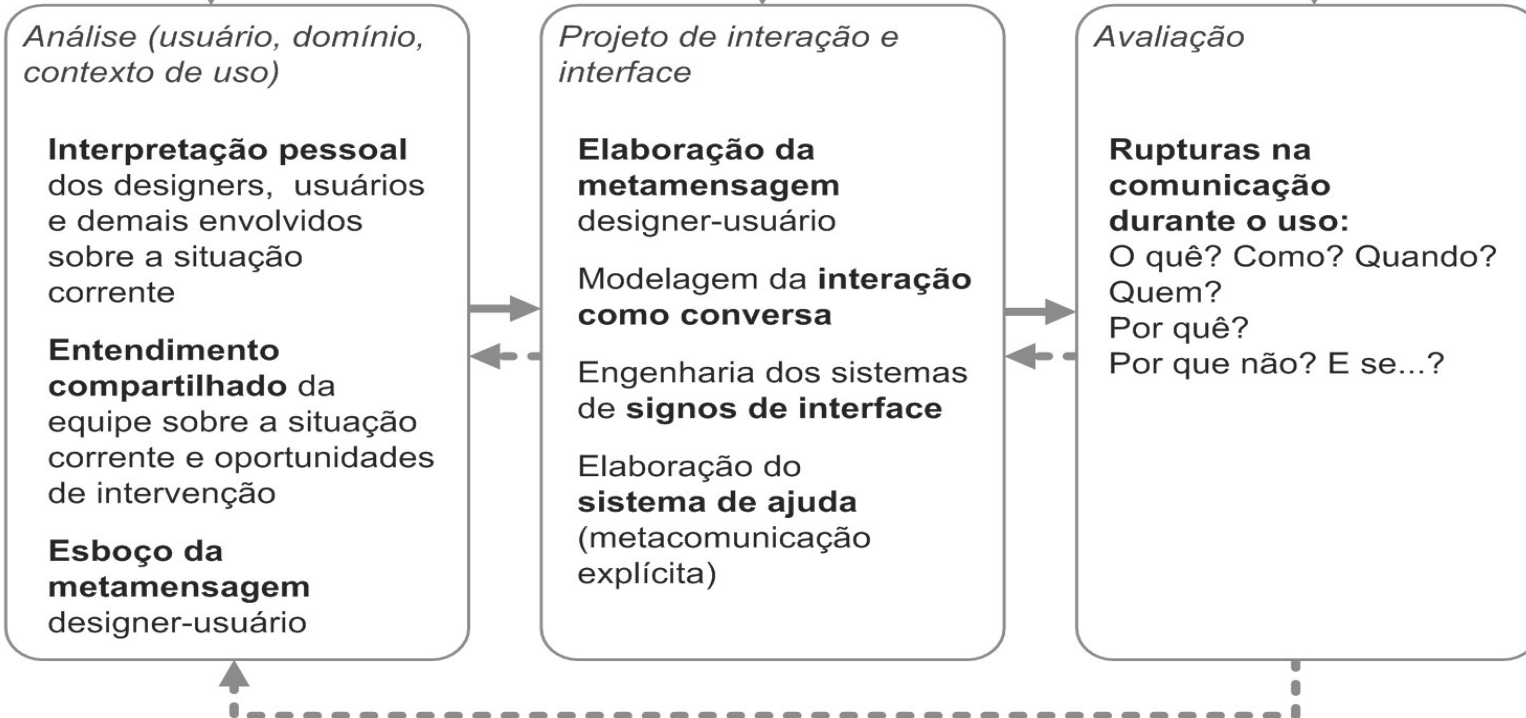 Análise (usuário, domínio,
contexto de uso)
Interpretação pessoal
dos designers, usuários
e demais envolvidos
sobre a situação
corrente
Entendimento
compartilhado da
equipe sobre a situação
corrente e oportunidades
de intervenção
Esboço da
metamensagem
designer-usuário
Projeto de interação e
interface
Elaboração da
metamensagem
designer-usuário
Modelagem da interação
como conversa
Engenharia dos sistemas
de signos de interface
Elaboração do
sistema de ajuda
(metacomunicação
explícita)
Avaliação
Rupturas na
comunicação
durante o uso:
O quê? Como? Quando?
Quem?
Por quê?
Por que não? E se...?